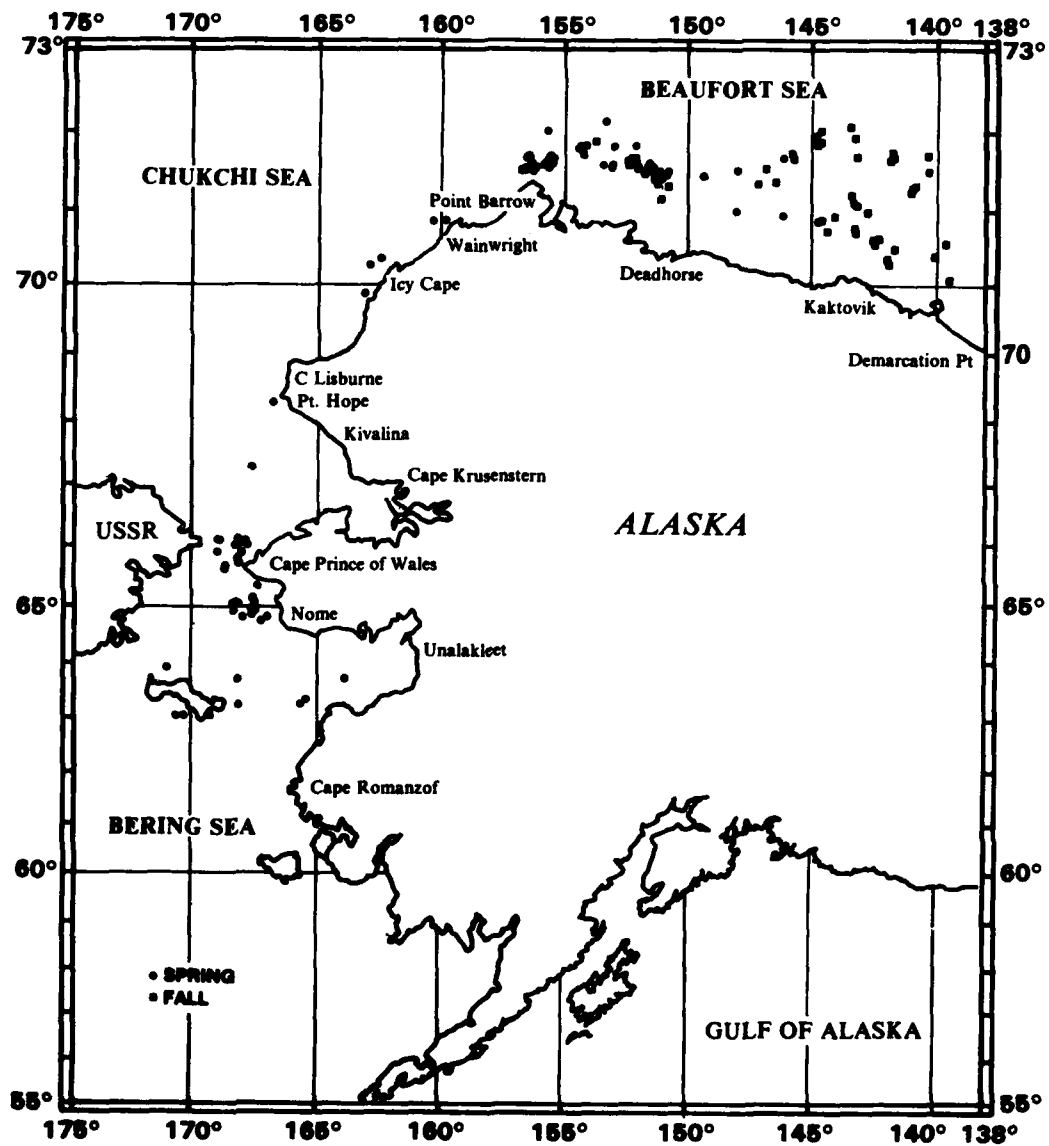 175° 170° 165° 160° 155° 150° 145° 140° 138°
73° 73°
BEAUFORT SEA
CHUKCHI SEA
Point Barrow
Wainwright
Deadhorse
70° Icy Cape
Kaktovik
Demarcation Pt 70
C Lisburne
Pt. Hope
Kivalina
Cape Krusenstern
USSR ALASKA
Cape Prince of Wales
65° Nome 65°
Unalakleet
Cape Romanzof
BERING SEA
60° 60°
SPRING
FALL
GULF OF ALASKA
55° 55°
175° 170° 165° 160° 155° 150° 145° 140° 138°